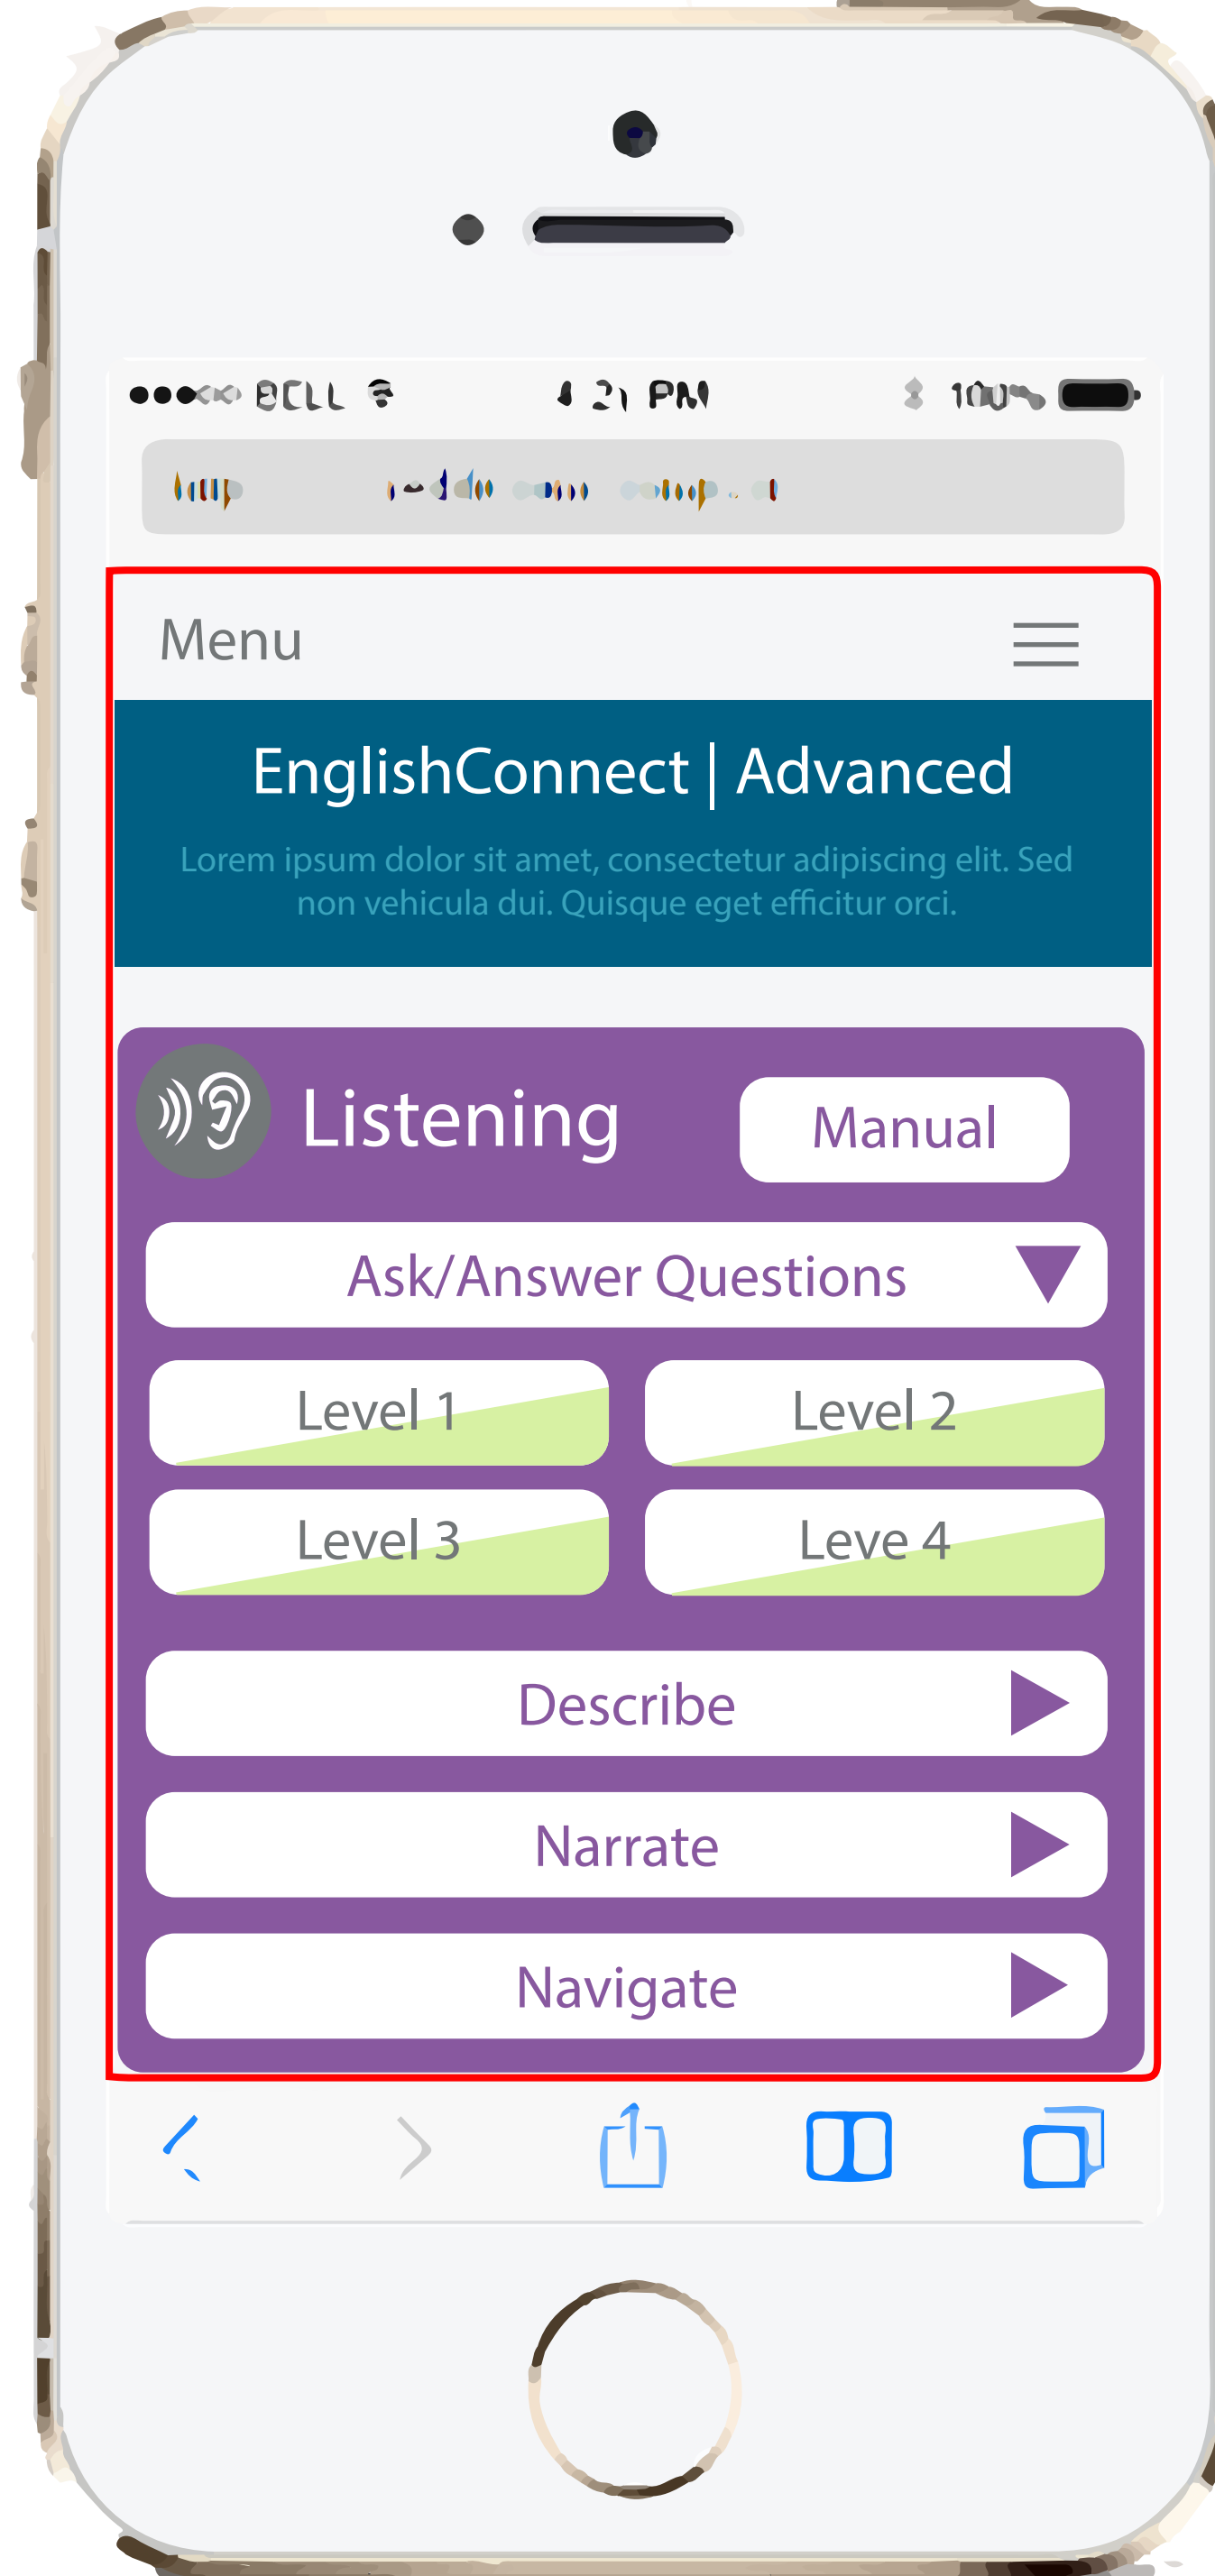 PM
Menu
EnglishConnect | Advanced
Lorem ipsum dolor sit amet, consectetur adipiscing elit. Sed
non vehicula dui. Quisque eget efficitur orci.
Listening
Manual
Ask/Answer Questions
Level 1
Level 2
Level 3
Leve 4
Describe
Narrate
Navigate